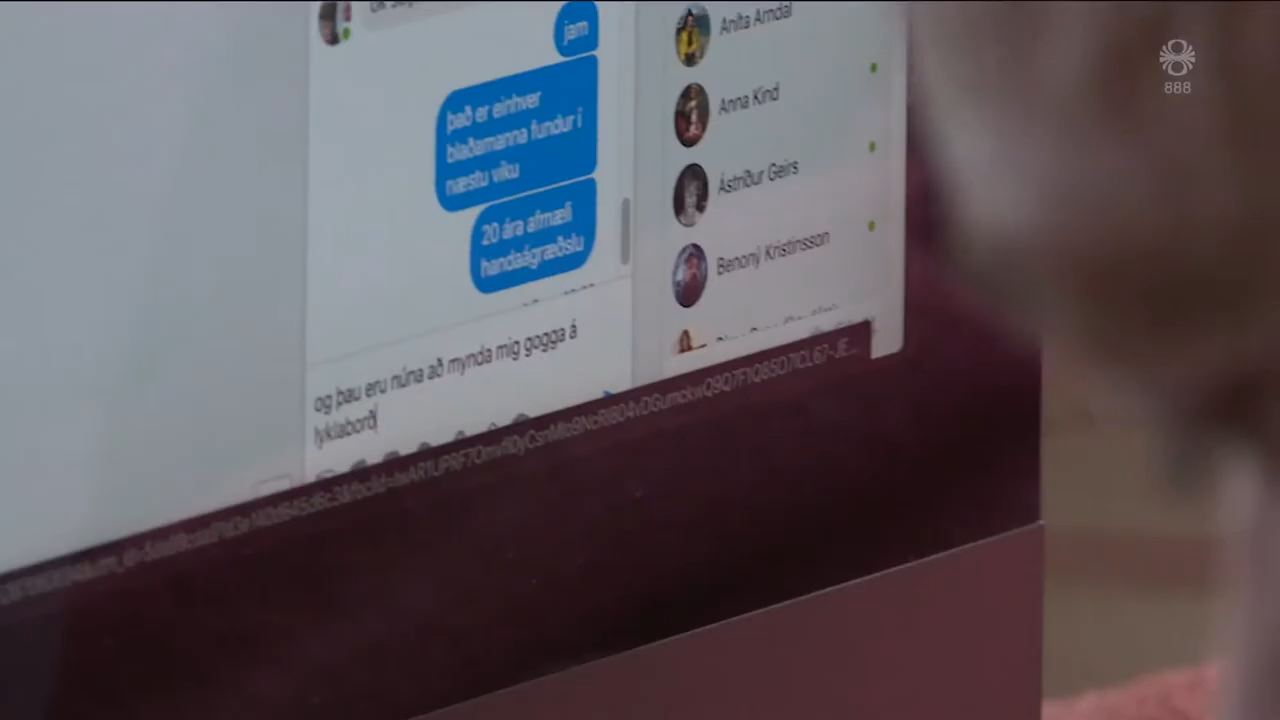 jam
það er einhver
blaðamanna fundur í
næstu viku
20 ára afmæli
handaágræðslu
og þau eru núna að mynda mig gogga á
lyklaborð
Aníta Arndal
Anna Kind
Ástríður Geirs
Benoný Kristinsson
888